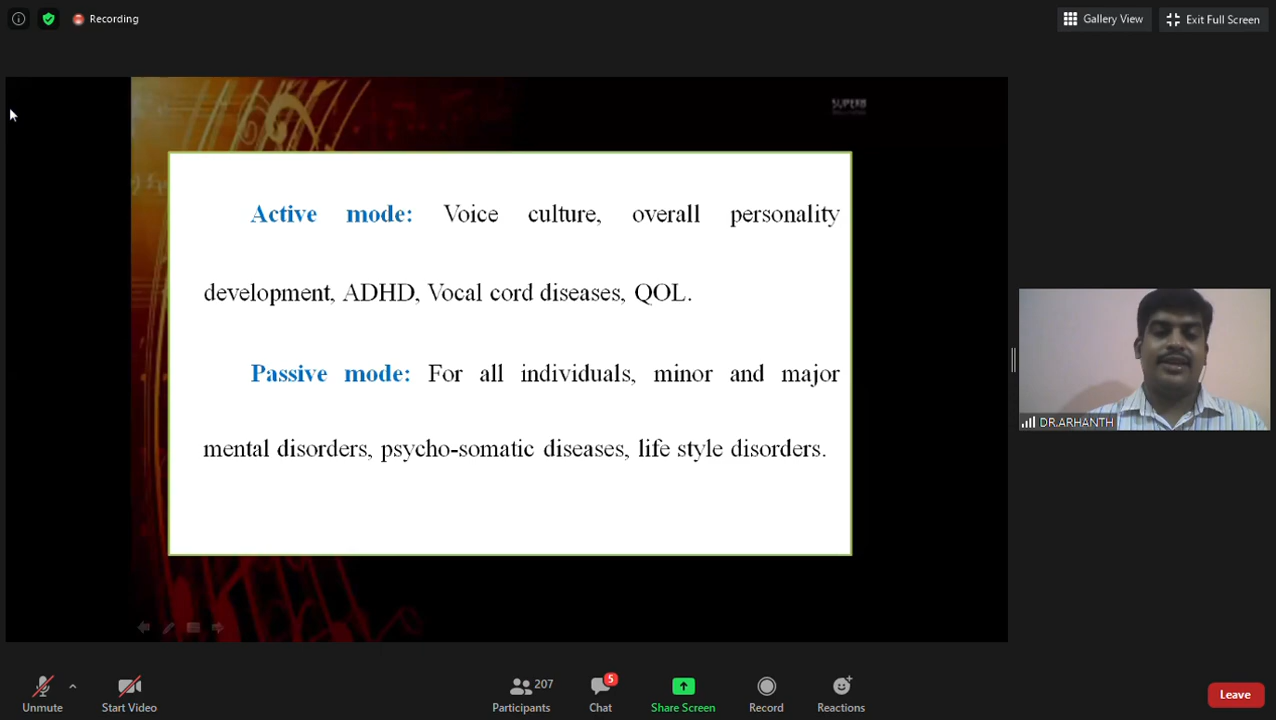 Recording
Gallery View
Exit Full Screen
SUPERB
Active mode: Voice culture, overall personality
development, ADHD, Vocal cord diseases, QOL.
Passive mode: For all individuals, minor and major
mental disorders, psycho-somatic diseases, life style disorders.
DR.ARHANTH
Unmute
Start Video
207
Participants
5
Chat
Share Screen
Record
Reactions
Leave